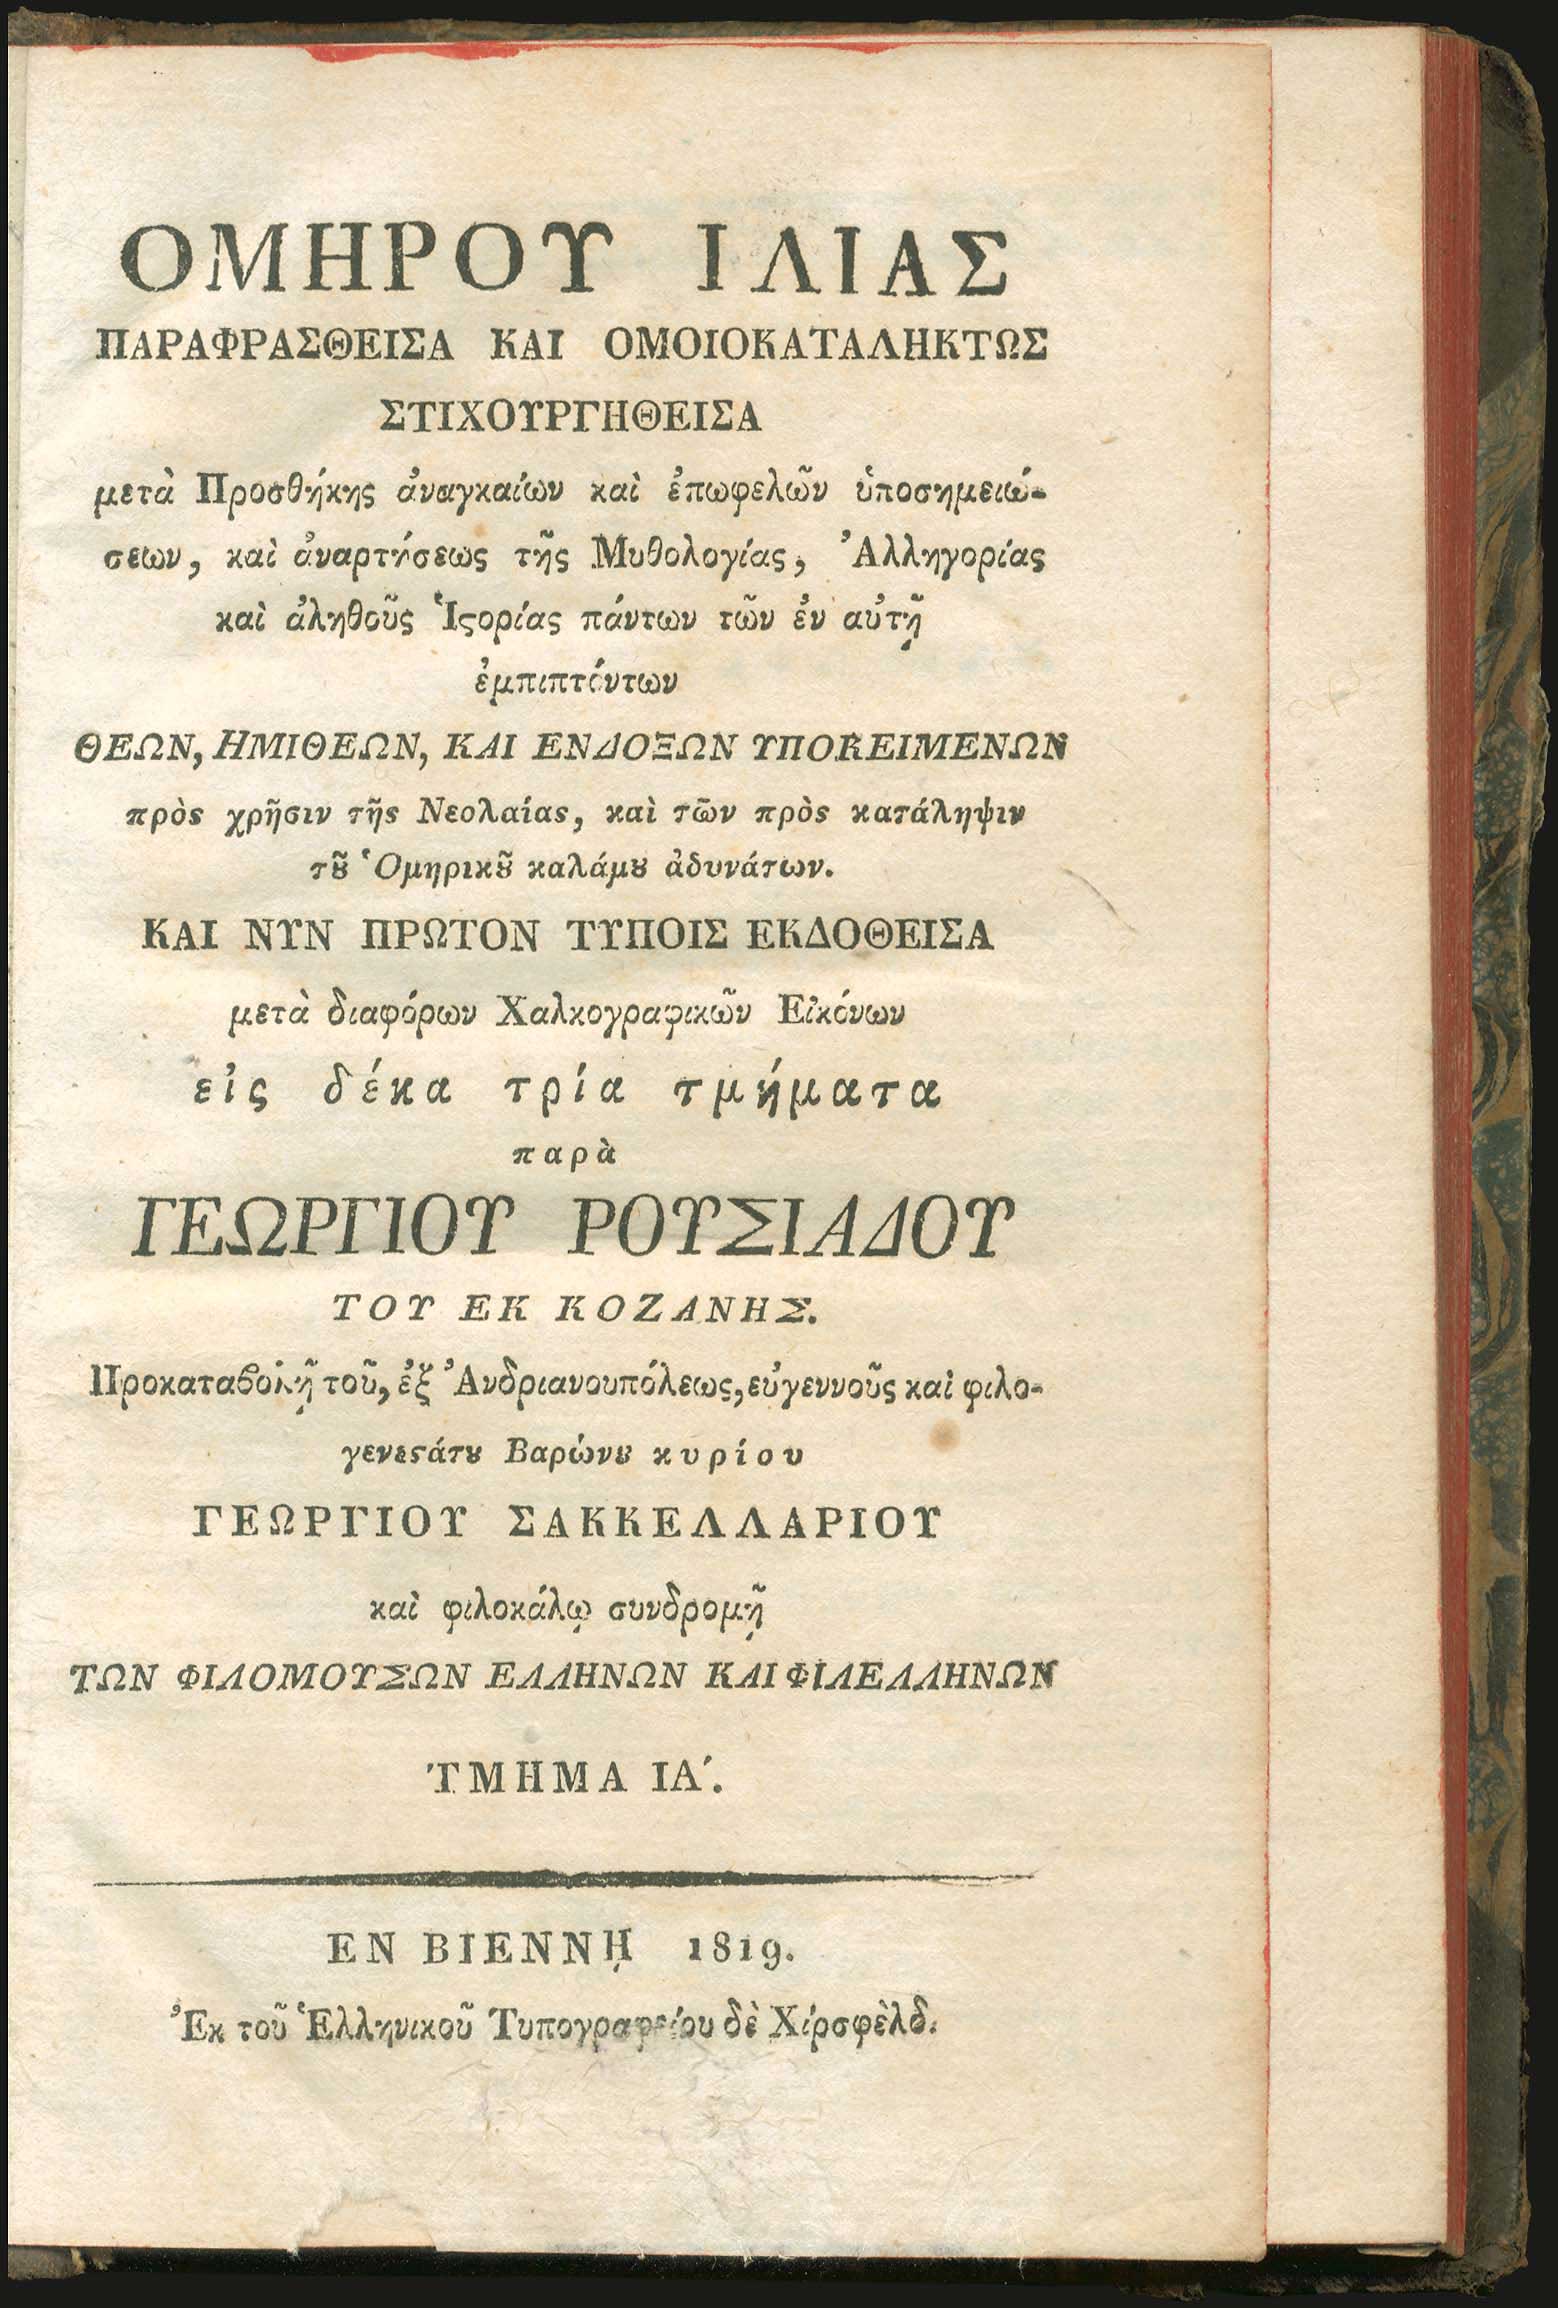 ΟΜΗΡΟΥ ΙΛΙΑΣ
ΠΑΡΑΦΡΑΣΘΕΙΣΑ ΚΑΙ ΟΜΟΙΟΚΑΤΑΛΗΚΤΩΣ
ΣΤΙΧΟΥΡΓΗΘΕΙΣΑ
μετὰ Προσθήκης ἀναγκαίων καὶ ἐπωφελῶν ὑποσημειώ-
σεων, καὶ ἀναρτήσεως τῆς Μυθολογίας, Ἀλληγορίας
καὶ ἀληθοῦς Ἱϛορίας πάντων τῶν ἐν αὐτῇ
ἐμπιπτόντων
ΘΕΩΝ, ΗΜΙΘΕΩΝ, ΚΑΙ ΕΝΔΟΞΩΝ ΥΠΟΚΕΙΜΕΝΩΝ
πρὸς χρῆσιν τῆς Νεολαίας, καὶ τῶν πρὸς κατάληψιν
τȣ͂ Ὁμηρικȣ͂ καλάμȣ ἀδυνάτων.
ΚΑΙ ΝΥΝ ΠΡΩΤΟΝ ΤΥΠΟΙΣ ΕΚΔΟΘΕΙΣΑ
μετὰ διαφόρων Χαλκογραφικῶν Εἰκόνων
εἰς δέκα τρία τμήματα
παρὰ
ΓΕΩΡΓΙΟΥ ΡΟΥΣΙΑΔΟΥ
ΤΟΥ ΕΚ ΚΟΖΑΝΗΣ.
Προκαταβολῇ τοῦ, ἐξ Ἀνδριανουπόλεως, εὐγεννοῦς καὶ φιλο-
γενεϛάτȣ Βαρώνȣ κυρίου
ΓΕΩΡΓΙΟΥ ΣΑΚΚΕΛΛΑΡΙΟΥ
καὶ φιλοκάλῳ συνδρομῇ
ΤΩΝ ΦΙΛΟΜΟΥΣΩΝ ΕΛΛΗΝΩΝ ΚΑΙ ΦΙΛΕΛΛΗΝΩΝ
ΤΜΗΜΑ ΙΑ΄.
ΕΝ ΒΙΕΝΝῌ 1819.
Ἐκ τοῦ Ἑλληνικοῦ Τυπογραφείου δὲ Χίρσφὲλδ.